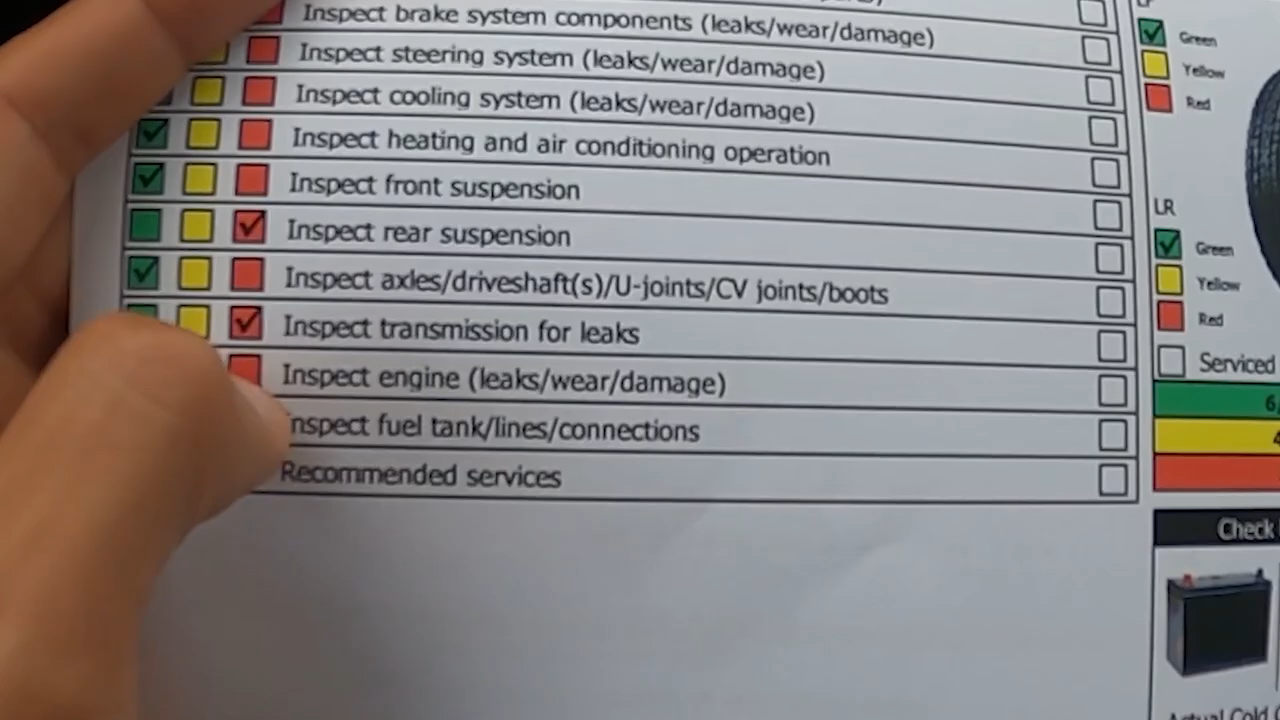 Inspect brake system components (leaks/wear/damage)
Inspect steering system (leaks/wear/damage)
Inspect cooling system (leaks/wear/damage)
Inspect heating and air conditioning operation
Inspect front suspension
Inspect rear suspension
Inspect axles/driveshaft(s)/U-joints/CV joints/boots
Inspect transmission for leaks
Inspect engine (leaks/wear/damage)
nspect fuel tank/lines/connections
Recommended services
Green
Yellow
Red
LR
Green
Yellow
Red
Serviced
6
Check
Actual Cold